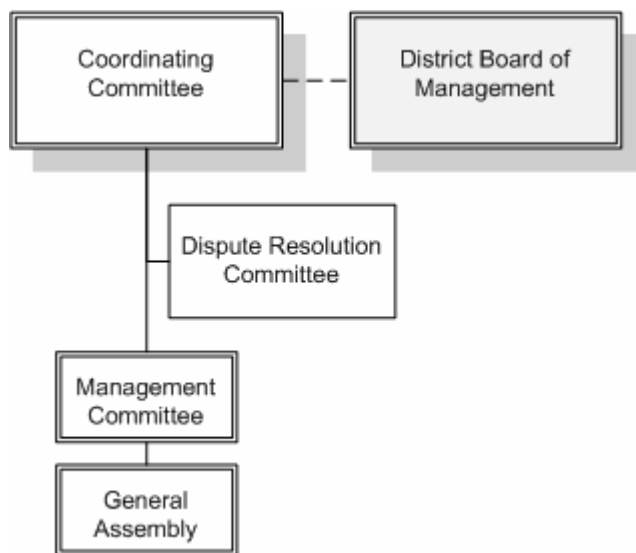 Coordinating
Committee
District Board of
Management
Dispute Resolution
Committee
Management
Committee
General
Assembly